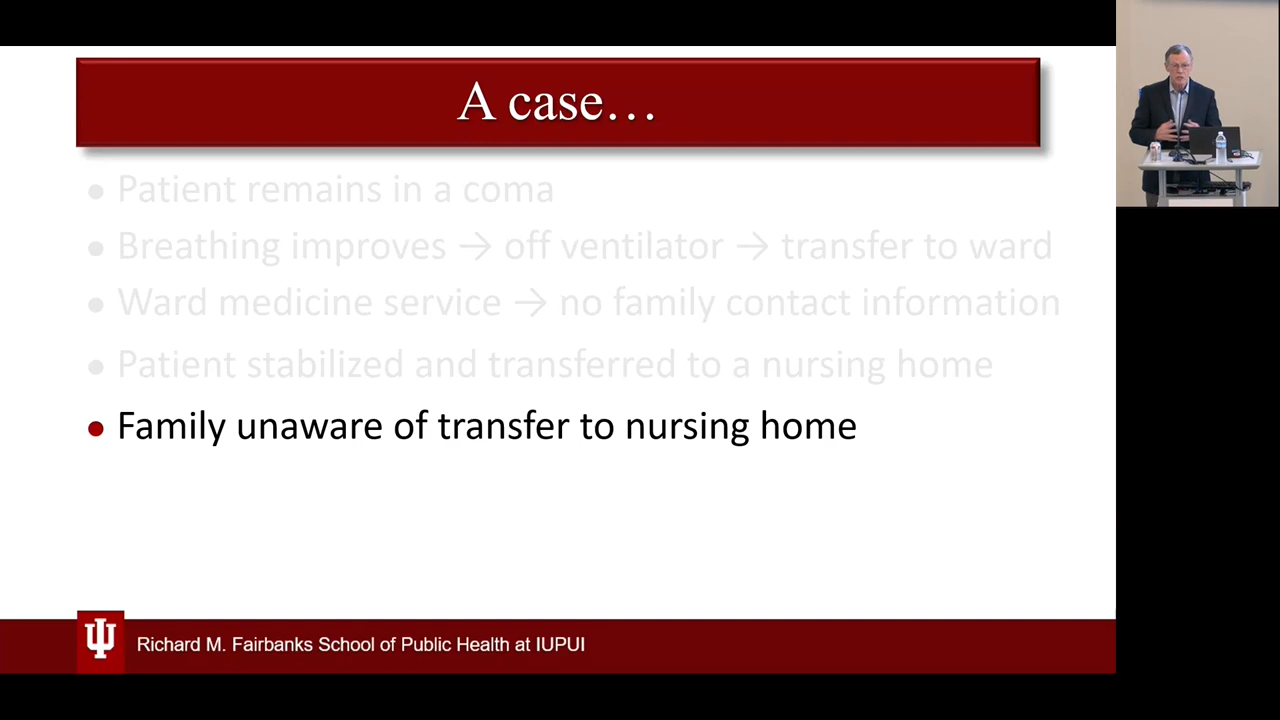 A case…
• Patient remains in a coma
• Breathing improves → off ventilator → transfer to ward
• Ward medicine service → no family contact information
• Patient stabilized and transferred to a nursing home
• Family unaware of transfer to nursing home
Richard M. Fairbanks School of Public Health at IUPUI